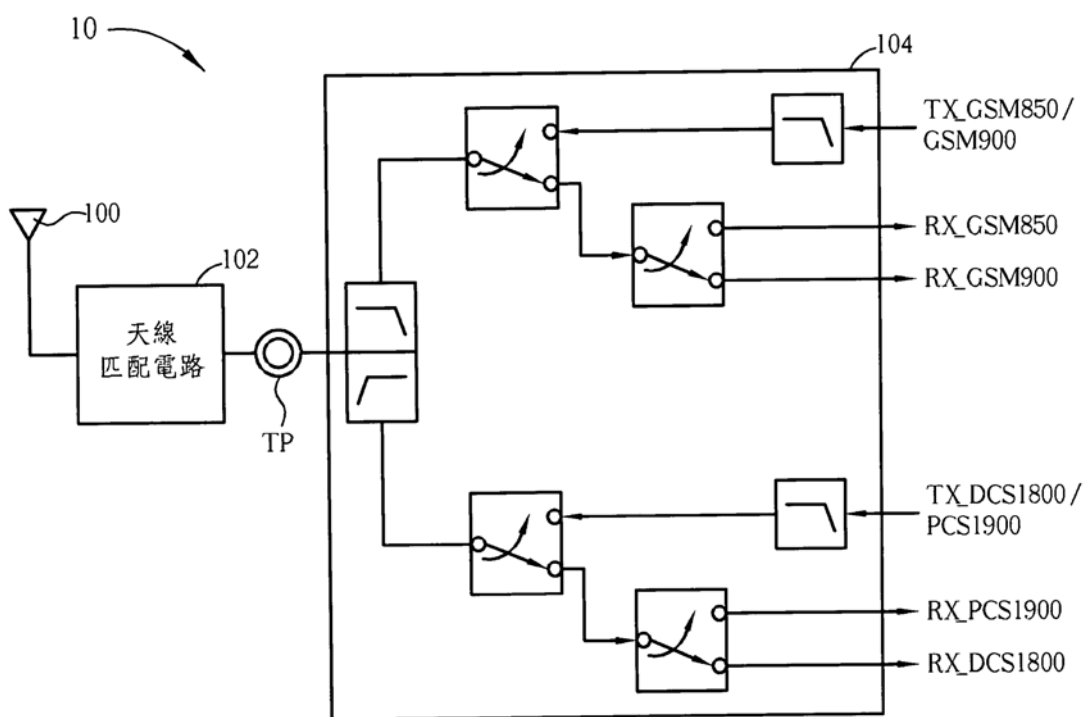 10
104
TX_GSM850/
GSM900
100
RX_GSM850
102
RX_GSM900
天線
匹配電路
TP
TX_DCS1800/
PCS1900
RX_PCS1900
RX_DCS1800